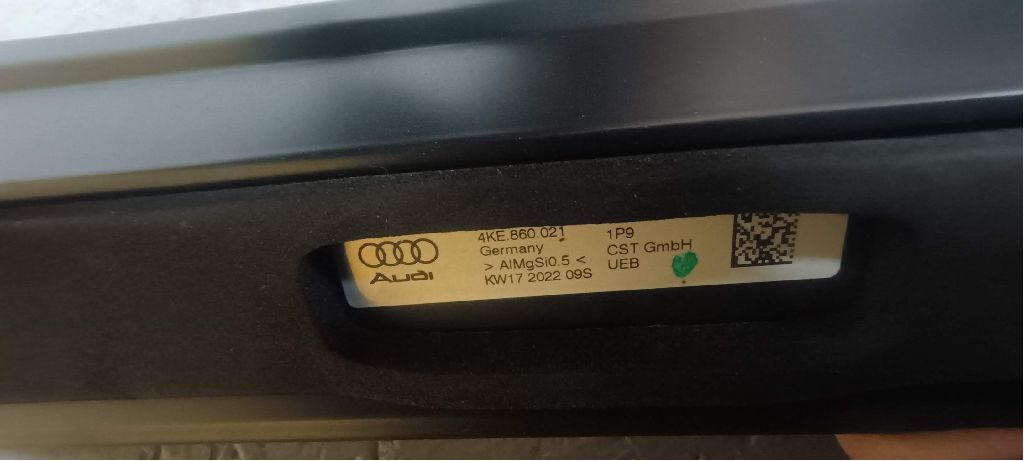 Audi
4KE.860.021 1P9
Germany CST GmbH
> AlMgSi0.5 < UEB
KW17 2022 09S